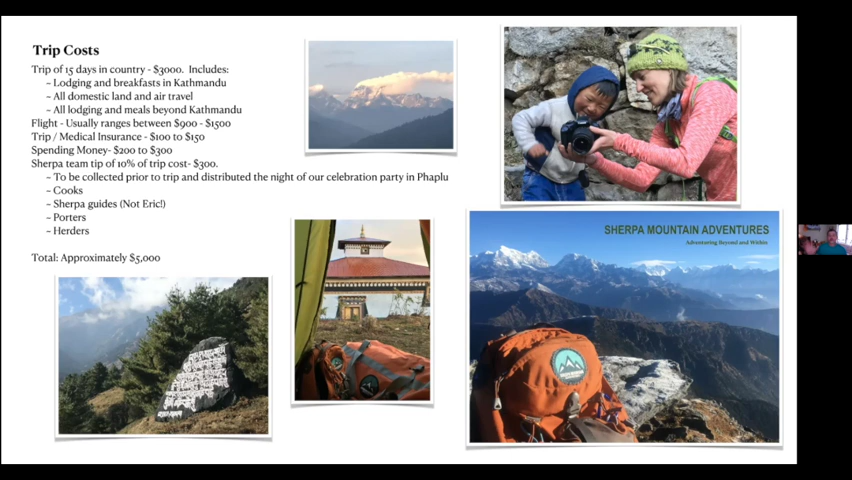 Trip Costs
Trip of 15 days in country - $3000. Includes:
~ Lodging and breakfasts in Kathmandu
~ All domestic land and air travel
~ All lodging and meals beyond Kathmandu
Flight - Usually ranges between $900 - $1500
Trip / Medical Insurance - $100 to $150
Spending Money- $200 to $300
Sherpa team tip of 10% of trip cost- $300.
~ To be collected prior to trip and distributed the night of our celebration party in Phaplu
~ Cooks
~ Sherpa guides (Not Eric!)
~ Porters
~ Herders
Total: Approximately $5,000
SHERPA MOUNTAIN ADVENTURES
Adventuring Beyond and Within